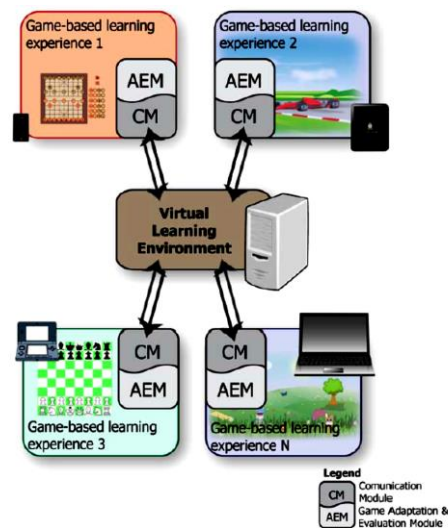 Game-based learning
experience 1
AEM
CM
Game-based learning
experience 2
AEM
CM
Virtual
Learning
Environment
CM
AEM
Game-based learning
experience 3
CM
AEM
Game-based learning
experience N
Legend
CM
Comunication
Module
AEM
Game Adaptation &
Evaluation Module